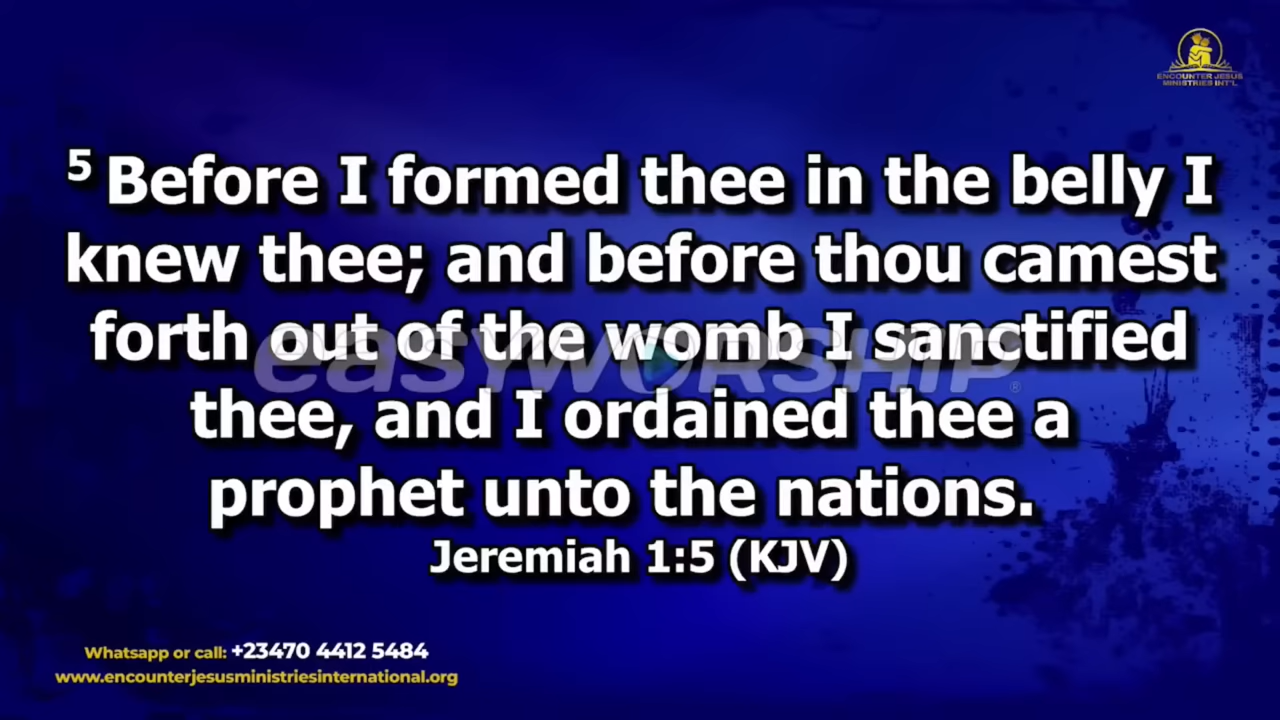 ENCOUNTER JESUS
MINISTRIES INT'L
5 Before I formed thee in the belly I
knew thee; and before thou camest
forth out of the womb I sanctified
thee, and I ordained thee a
prophet unto the nations.
Jeremiah 1:5 (KJV)
easyworship®
Whatsapp or call: +23470 4412 5484
www.encounterjesusministriesinternational.org